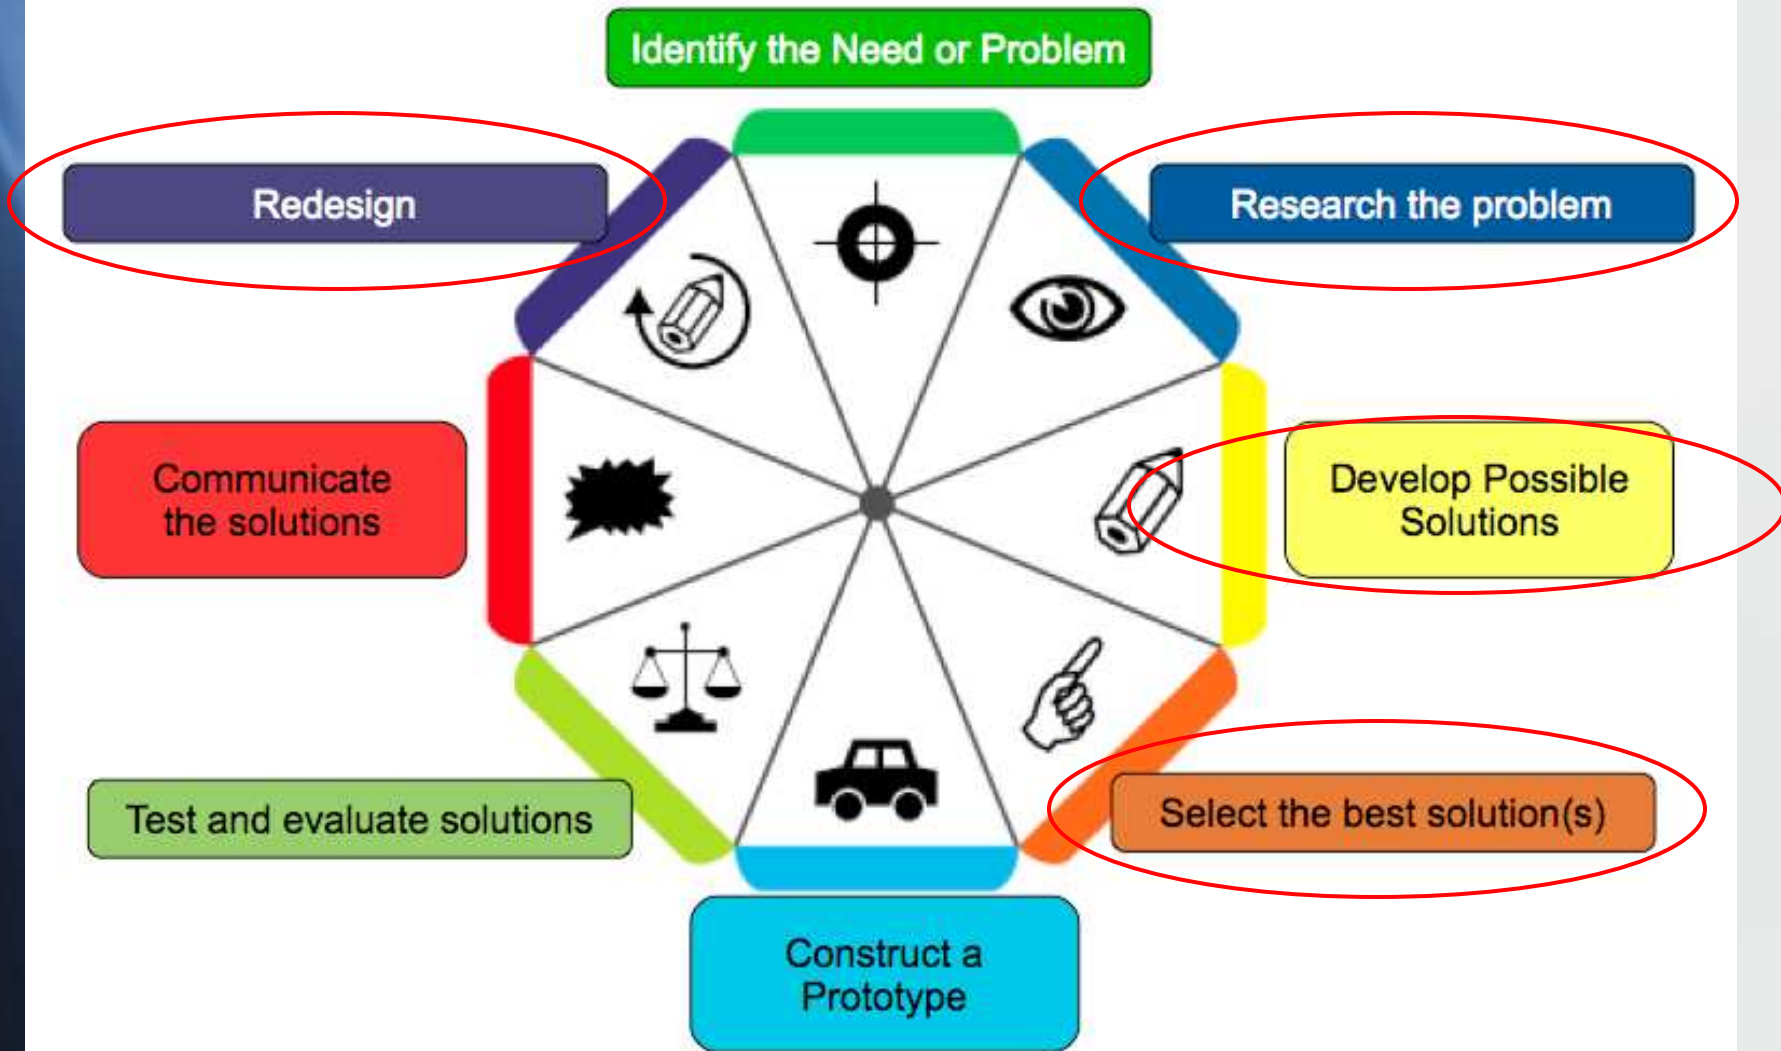 Identify the Need or Problem
Redesign
Research the problem
Communicate
the solutions
Develop Possible
Solutions
Test and evaluate solutions
Select the best solution(s)
Construct a
Prototype